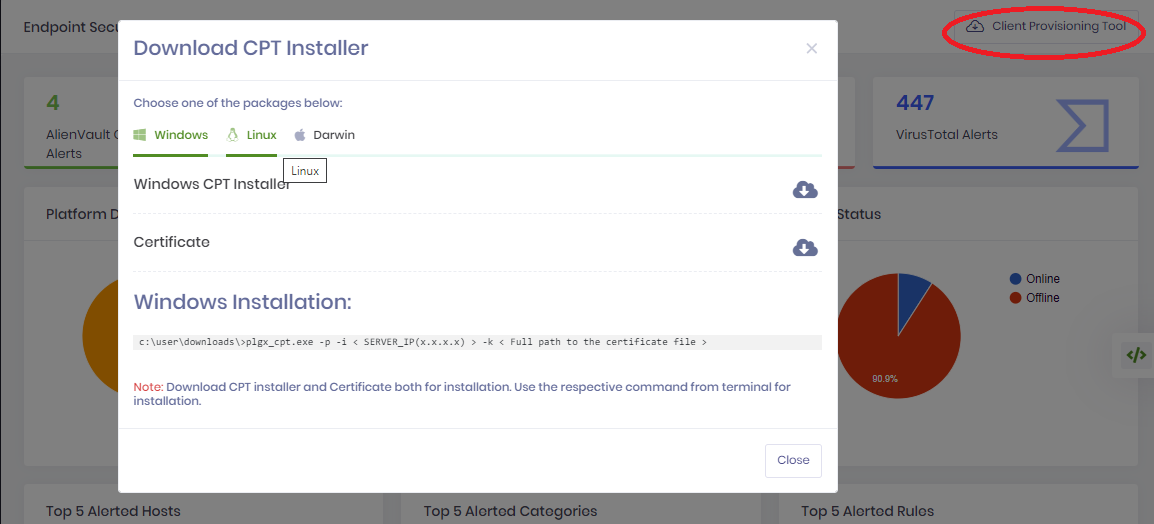 Endpoint Secu
Client Provisioning Tool
Download CPT Installer
×
Choose one of the packages below:
Windows Linux Darwin
Linux
Windows CPT Installer
Certificate
Windows Installation:
c:\user\downloads\>plgx_cpt.exe -p -i < SERVER_IP(x.x.x.x) > -k < Full path to the certificate file >
Note: Download CPT installer and Certificate both for installation. Use the respective command from terminal for
installation.
Close
4
AlienVault
Alerts
447
VirusTotal Alerts
Platform D
Status
Online
Offline
90.9%
</>
Top 5 Alerted Hosts
Top 5 Alerted Categories
Top 5 Alerted Rules